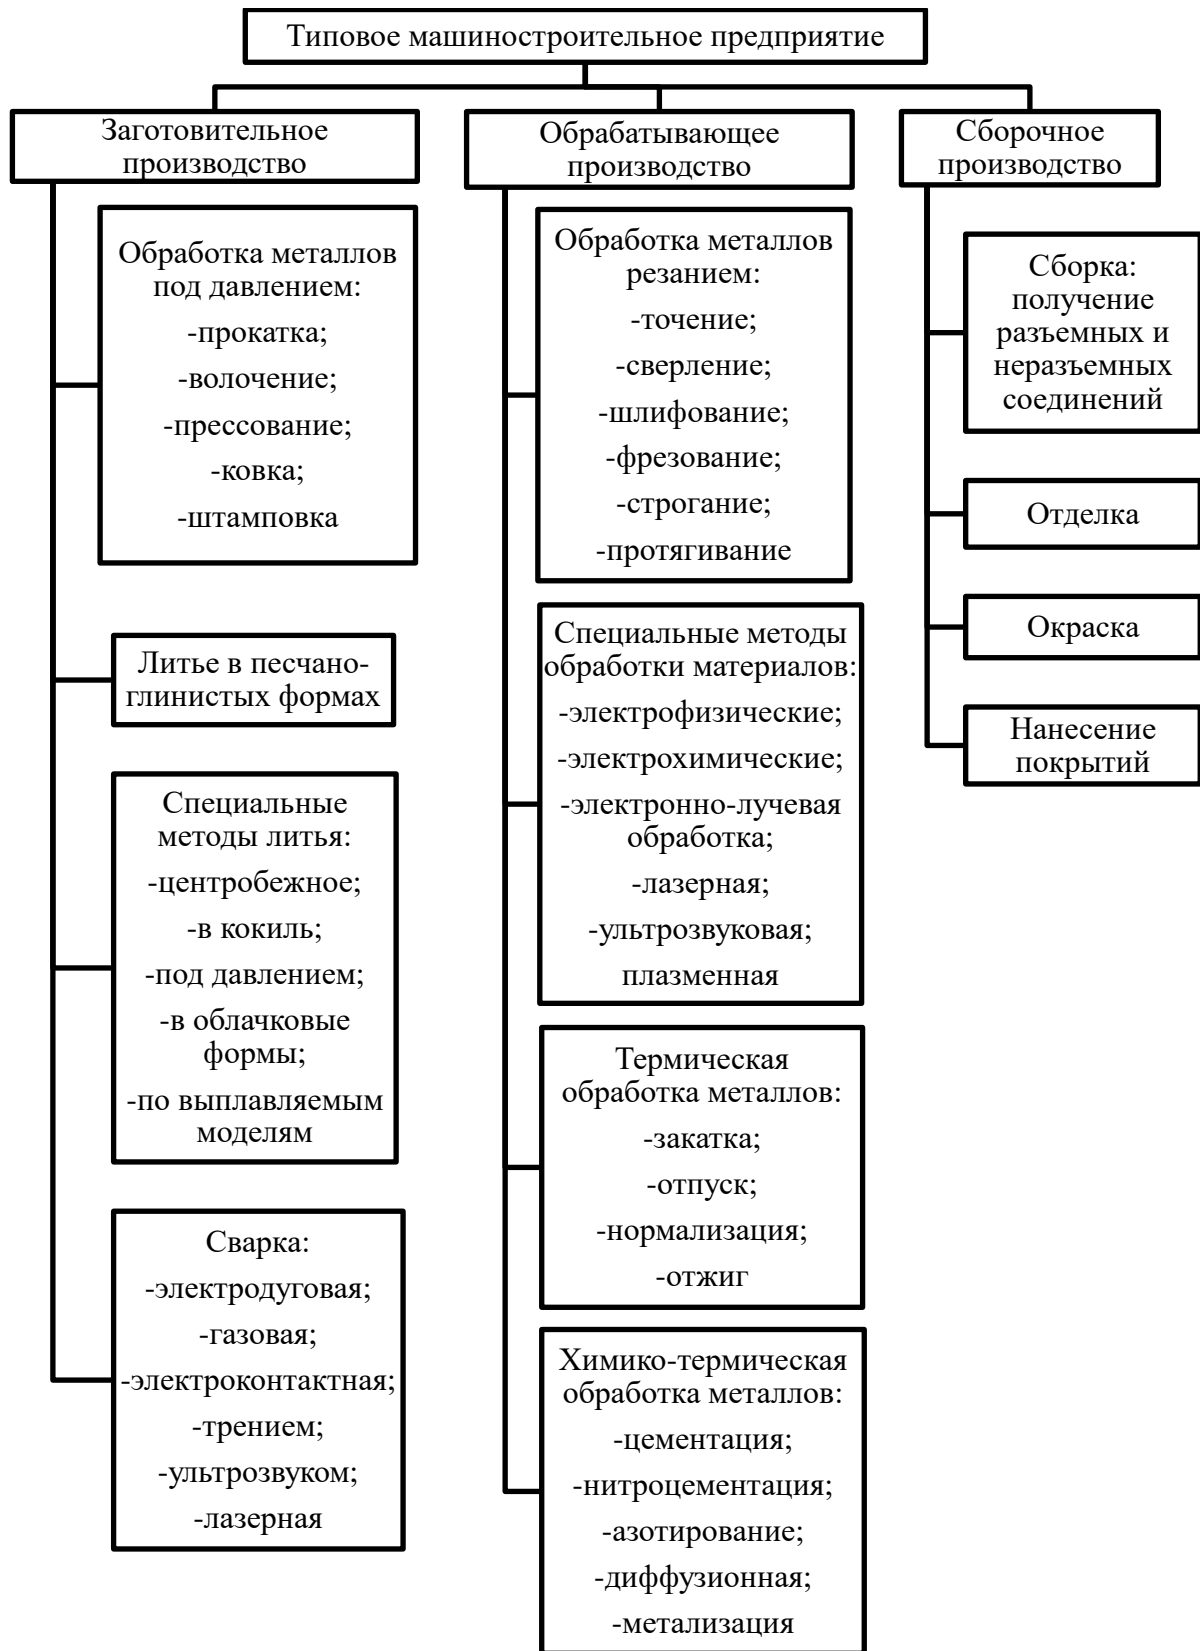 Типовое машиностроительное предприятие
Заготовительное
производство
Обработка металлов
под давлением:
-прокатка;
-волочение;
-прессование;
-ковка;
-штамповка
Литье в песчано-
глинистых формах
Специальные
методы литья:
-центробежное;
-в кокиль;
-под давлением;
-в облачковые
формы;
-по выплавляемым
моделям
Сварка:
-электродуговая;
-газовая;
-электроконтактная;
-трением;
-ультрозвуком;
-лазерная
Обрабатывающее
производство
Обработка металлов
резанием:
-точение;
-сверление;
-шлифование;
-фрезование;
-строгание;
-протягивание
Специальные методы
обработки материалов:
-электрофизические;
-электрохимические;
-электронно-лучевая
обработка;
-лазерная;
-ультрозвуковая;
плазменная
Термическая
обработка металлов:
-закатка;
-отпуск;
-нормализация;
-отжиг
Химико-термическая
обработка металлов:
-цементация;
-нитроцементация;
-азотирование;
-диффузионная;
-метализация
Сборочное
производство
Сборка:
получение
разъемных и
неразъемных
соединений
Отделка
Окраска
Нанесение
покрытий